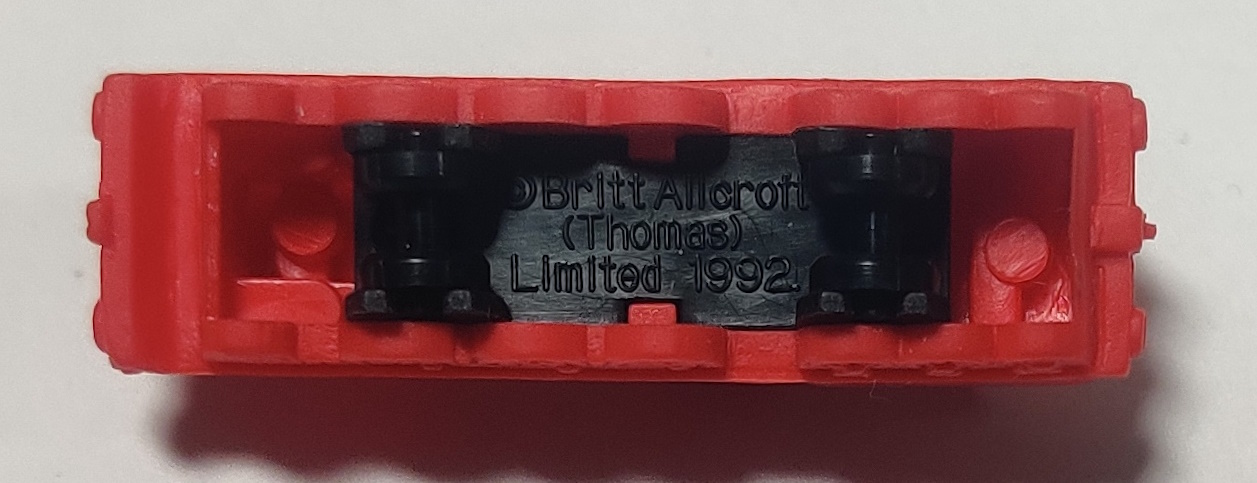 ©Britt Allcroft
(Thomas)
Limited 1992.